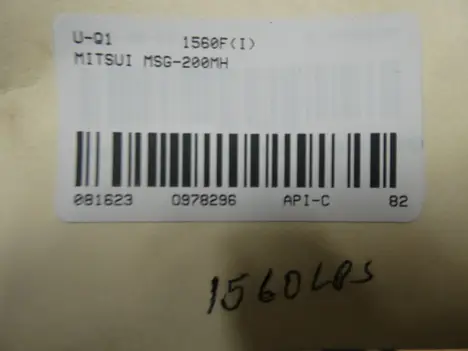 U-Q1 1560F(I)
MITSUI MSG-200MH
081623 0978296 API-C 82
1560LBS